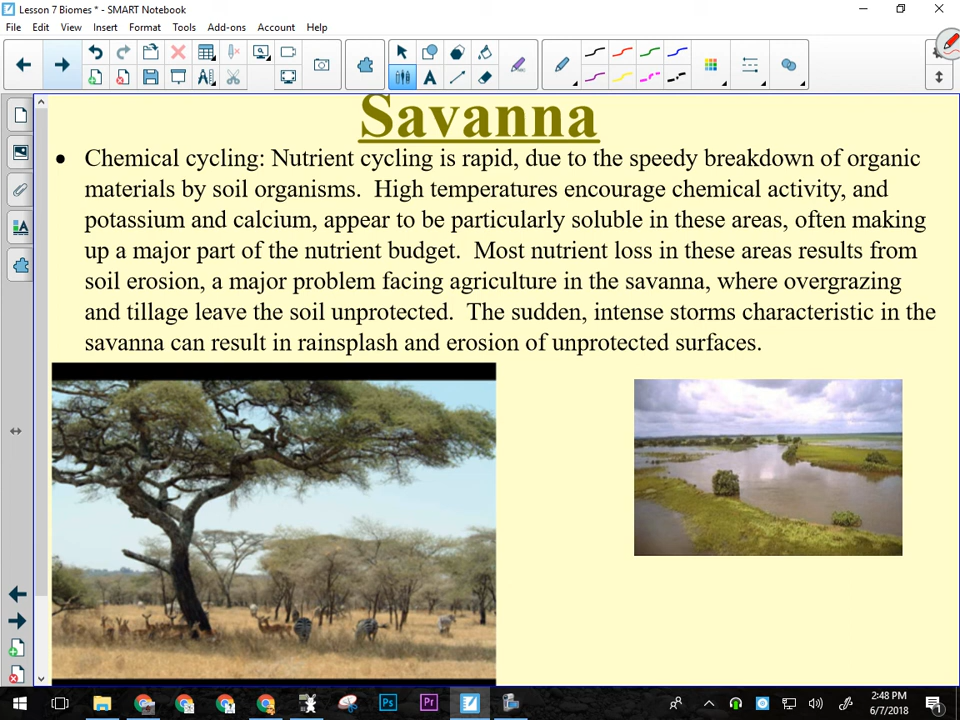 Lesson 7 Biomes * - SMART Notebook
File Edit View Insert Format Tools Add-ons Account Help
Savanna
• Chemical cycling: Nutrient cycling is rapid, due to the speedy breakdown of organic
materials by soil organisms.  High temperatures encourage chemical activity, and
potassium and calcium, appear to be particularly soluble in these areas, often making
up a major part of the nutrient budget.  Most nutrient loss in these areas results from
soil erosion, a major problem facing agriculture in the savanna, where overgrazing
and tillage leave the soil unprotected.  The sudden, intense storms characteristic in the
savanna can result in rainsplash and erosion of unprotected surfaces.
2:48 PM
6/7/2018